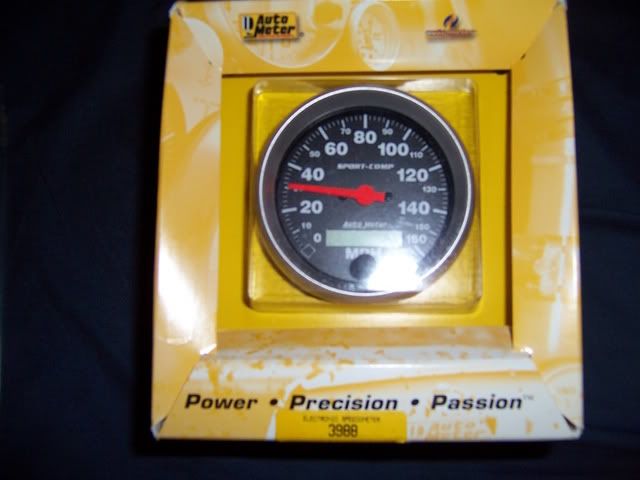 Auto
Meter
80
70
90
60
100
50
110
SPORT-COMP
40
120
130
20
140
Auto Meter
10
150
0
160
MPH
Power • Precision • Passion™
ELECTRONIC SPEEDOMETER
3988